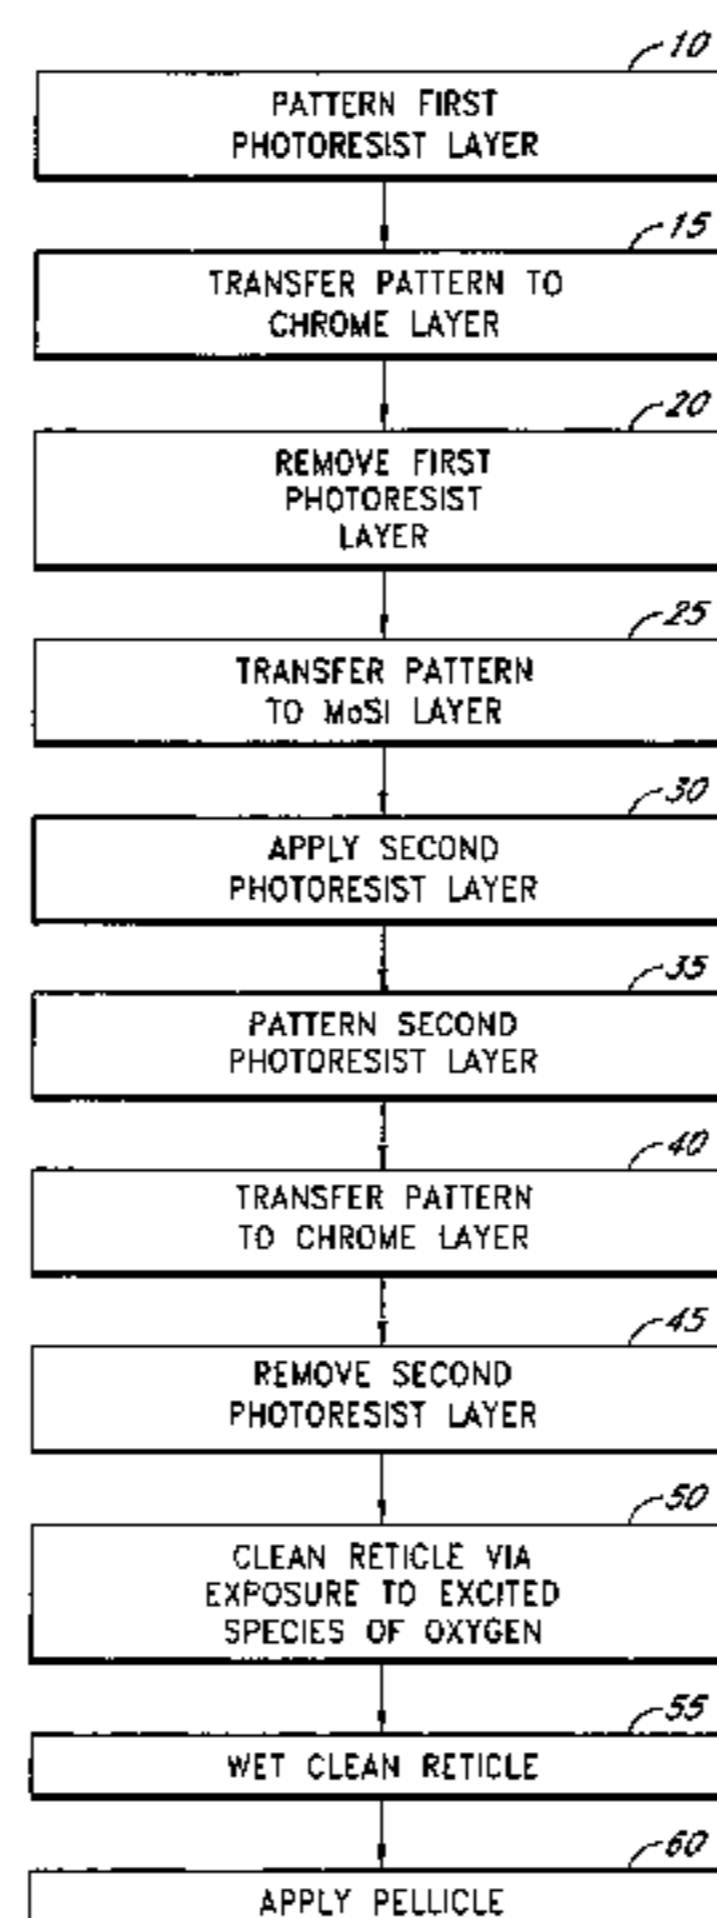 10
PATTERN FIRST
PHOTORESIST LAYER
15
TRANSFER PATTERN TO
CHROME LAYER
20
REMOVE FIRST
PHOTORESIST
LAYER
25
TRANSFER PATTERN
TO MoSi LAYER
30
APPLY SECOND
PHOTORESIST LAYER
35
PATTERN SECOND
PHOTORESIST LAYER
40
TRANSFER PATTERN
TO CHROME LAYER
45
REMOVE SECOND
PHOTORESIST LAYER
50
CLEAN RETICLE VIA
EXPOSURE TO EXCITED
SPECIES OF OXYGEN
55
WET CLEAN RETICLE
60
APPLY PELLICLE